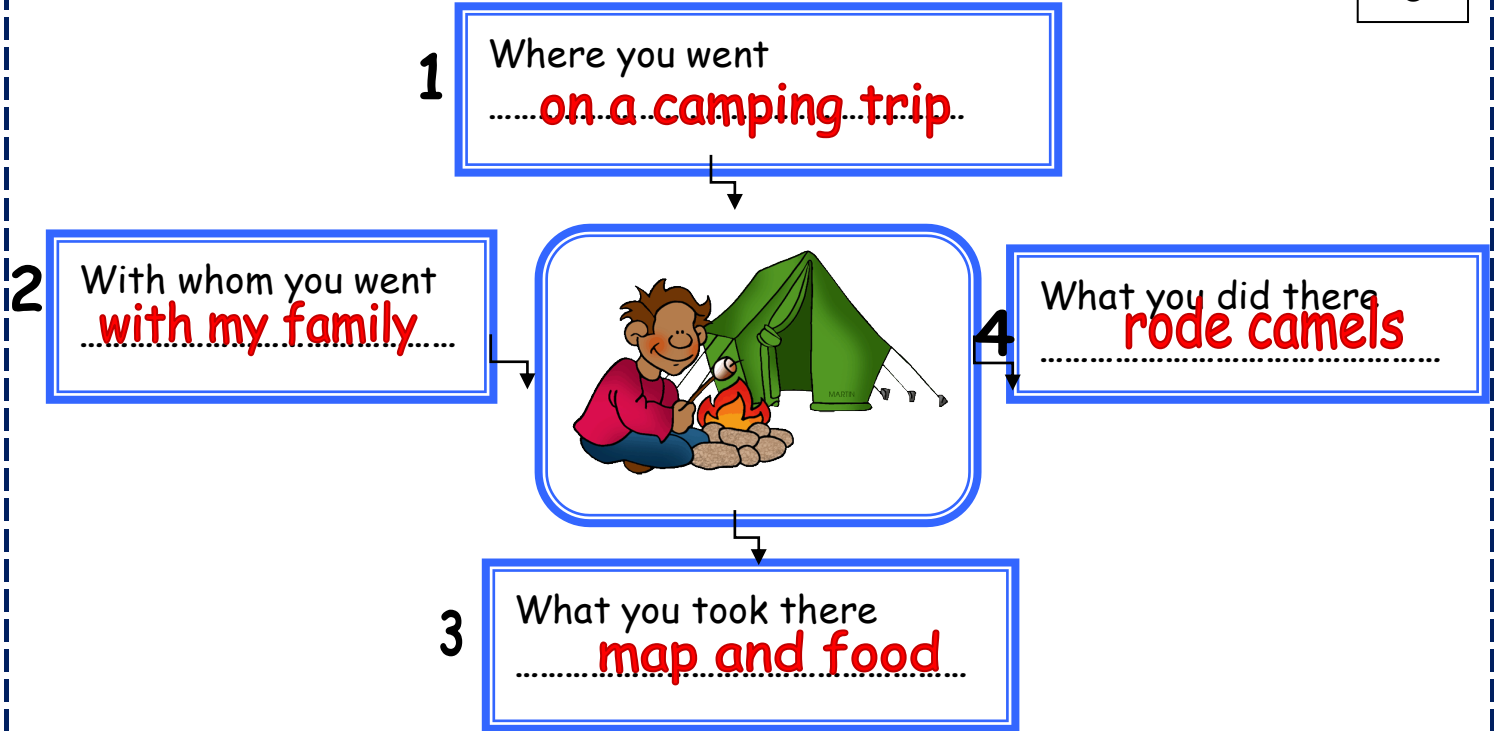 1
Where you went
......on a camping trip......
2
With whom you went
with my family
4
What you did there
rode camels
MARTIN
3
What you took there
map and food